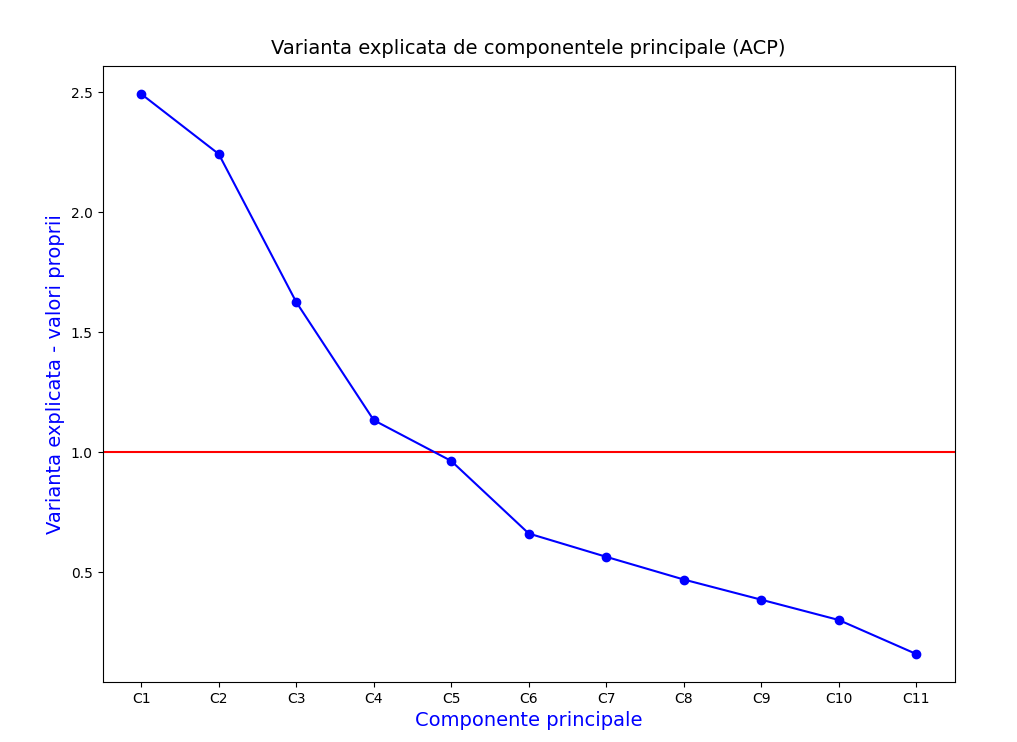 Varianta explicata de componentele principale (ACP)
Varianta explicata - valori proprii
2.5
2.0
1.5
1.0
0.5
C1 C2 C3 C4 C5 C6 C7 C8 C9 C10 C11
Componente principale